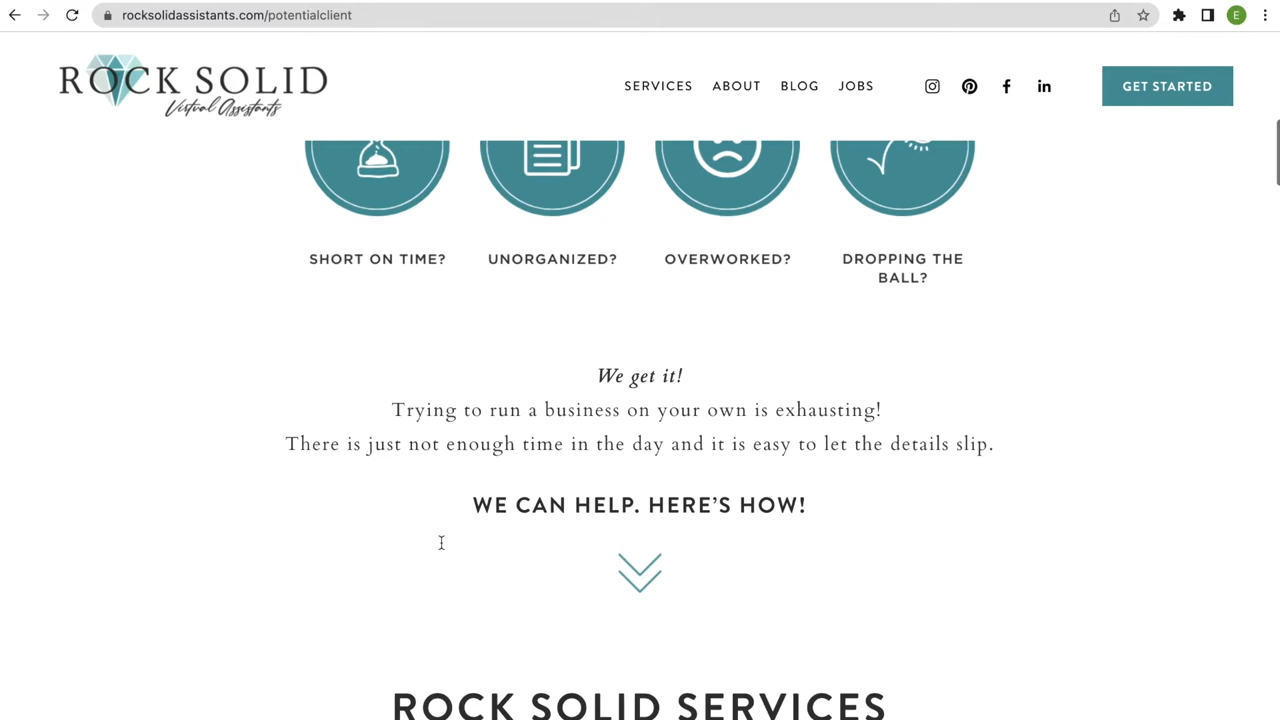 rocksolidassistants.com/potentialclient
E
ROCK SOLID
Virtual Assistants
SERVICES ABOUT BLOG JOBS
GET STARTED
SHORT ON TIME? UNORGANIZED? OVERWORKED? DROPPING THE
BALL?
We get it!
Trying to run a business on your own is exhausting!
There is just not enough time in the day and it is easy to let the details slip.
WE CAN HELP. HERE’S HOW!
ROCK SOLID SERVICES